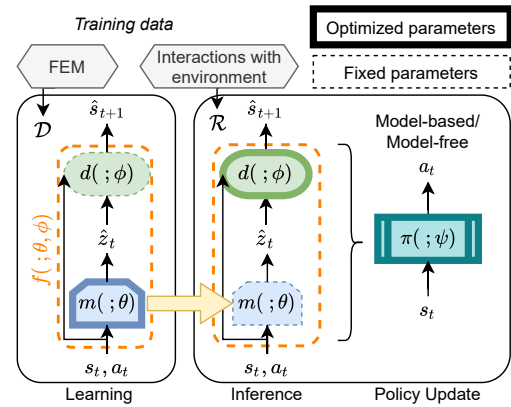 Training data
Optimized parameters
Fixed parameters
FEM
Interactions with
environment
𝒟
ℛ
ŝ_{t+1}
d( ;ϕ)
ẑ_t
m( ;θ)
s_t, a_t
f( ;θ,ϕ)
ŝ_{t+1}
d( ;ϕ)
ẑ_t
m( ;θ)
s_t, a_t
Model-based/
Model-free
a_t
π( ;ψ)
s_t
Learning
Inference
Policy Update